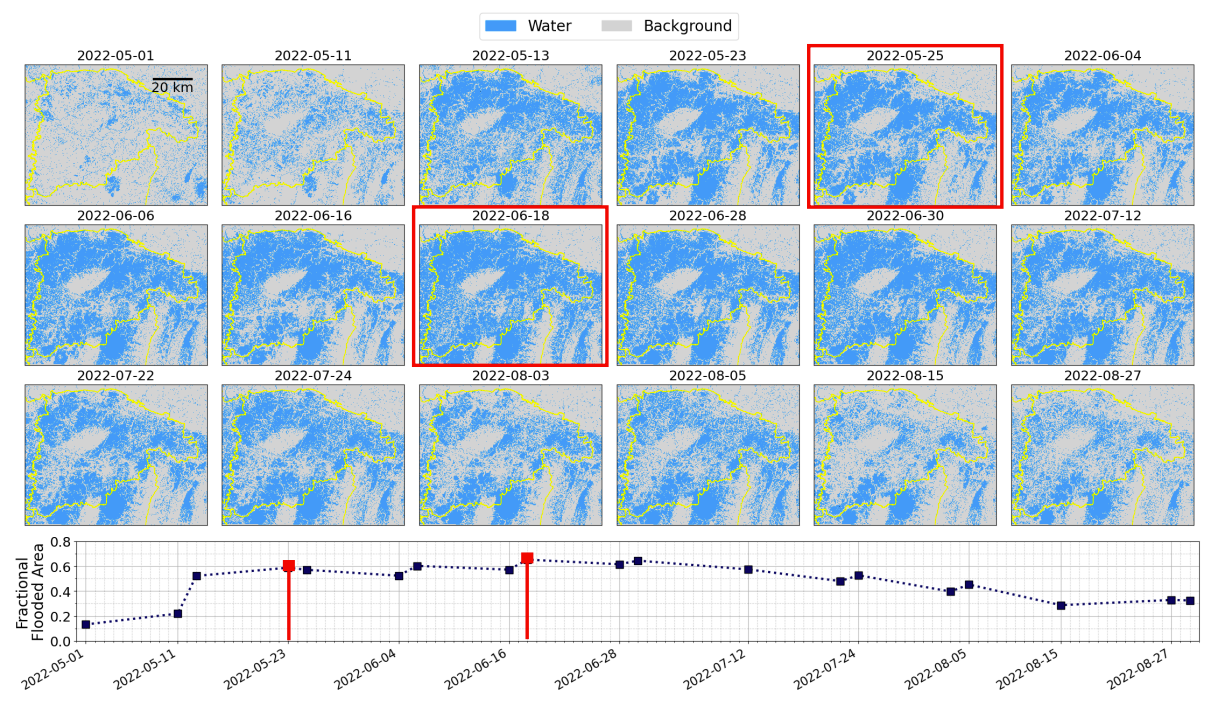 Water Background
2022-05-01 2022-05-11 2022-05-13 2022-05-23 2022-05-25 2022-06-04
20 km
2022-06-06 2022-06-16 2022-06-18 2022-06-28 2022-06-30 2022-07-12
2022-07-22 2022-07-24 2022-08-03 2022-08-05 2022-08-15 2022-08-27
Fractional
Flooded Area
0.8
0.6
0.4
0.2
0.0
2022-05-01 2022-05-11 2022-05-23 2022-06-04 2022-06-16 2022-06-28 2022-07-12 2022-07-24 2022-08-05 2022-08-15 2022-08-27